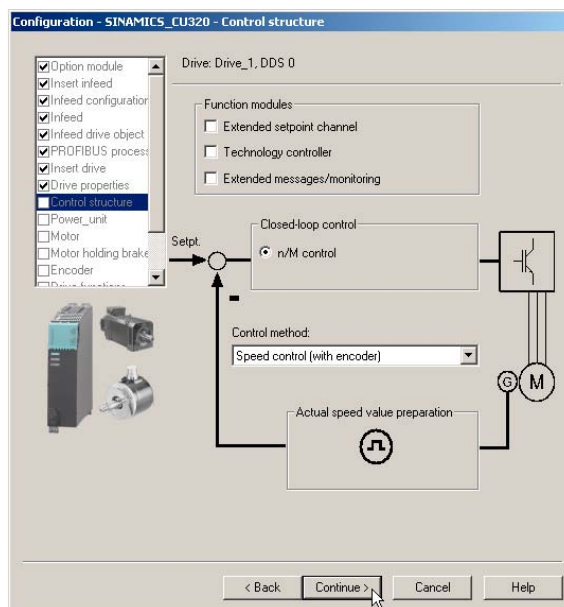 Configuration - SINAMICS_CU320 - Control structure
Option module
Insert infeed
Infeed configuration
Infeed
Infeed drive object
PROFIBUS process
Insert drive
Drive properties
Control structure
Power_unit
Motor
Motor holding brake
Encoder
Drive functions
Drive: Drive_1, DDS 0
Function modules
Extended setpoint channel
Technology controller
Extended messages/monitoring
Closed-loop control
Setpt.
n/M control
Control method:
Speed control (with encoder)
G
M
Actual speed value preparation
< Back
Continue >
Cancel
Help